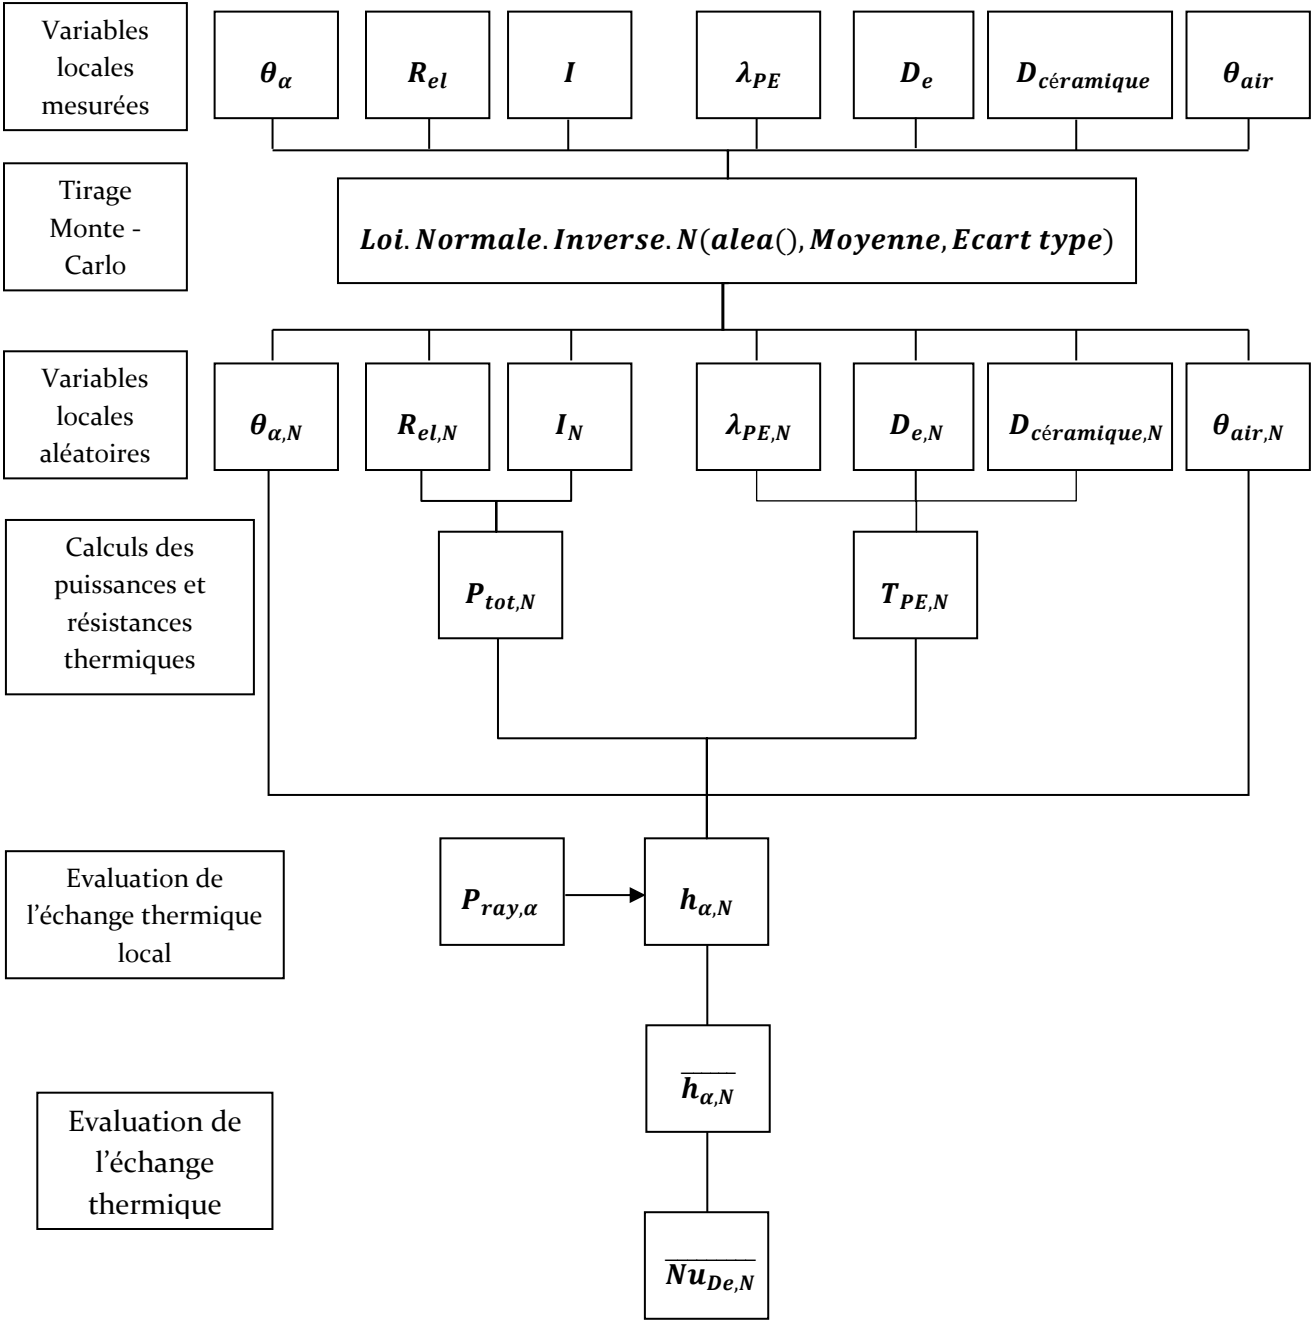 Variables
locales
mesurées
θ_α
R_el
I
λ_PE
D_e
D_céramique
θ_air
Tirage
Monte -
Carlo
Loi.Normale.Inverse.N(alea(),Moyenne,Ecart type)
Variables
locales
aléatoires
θ_α,N
R_el,N
I_N
λ_PE,N
D_e,N
D_céramique,N
θ_air,N
Calculs des
puissances et
résistances
thermiques
P_tot,N
T_PE,N
Evaluation de
l’échange thermique
local
P_ray,α
h_α,N
Evaluation de
l’échange
thermique
h̅_α,N
N̅u̅_De,N